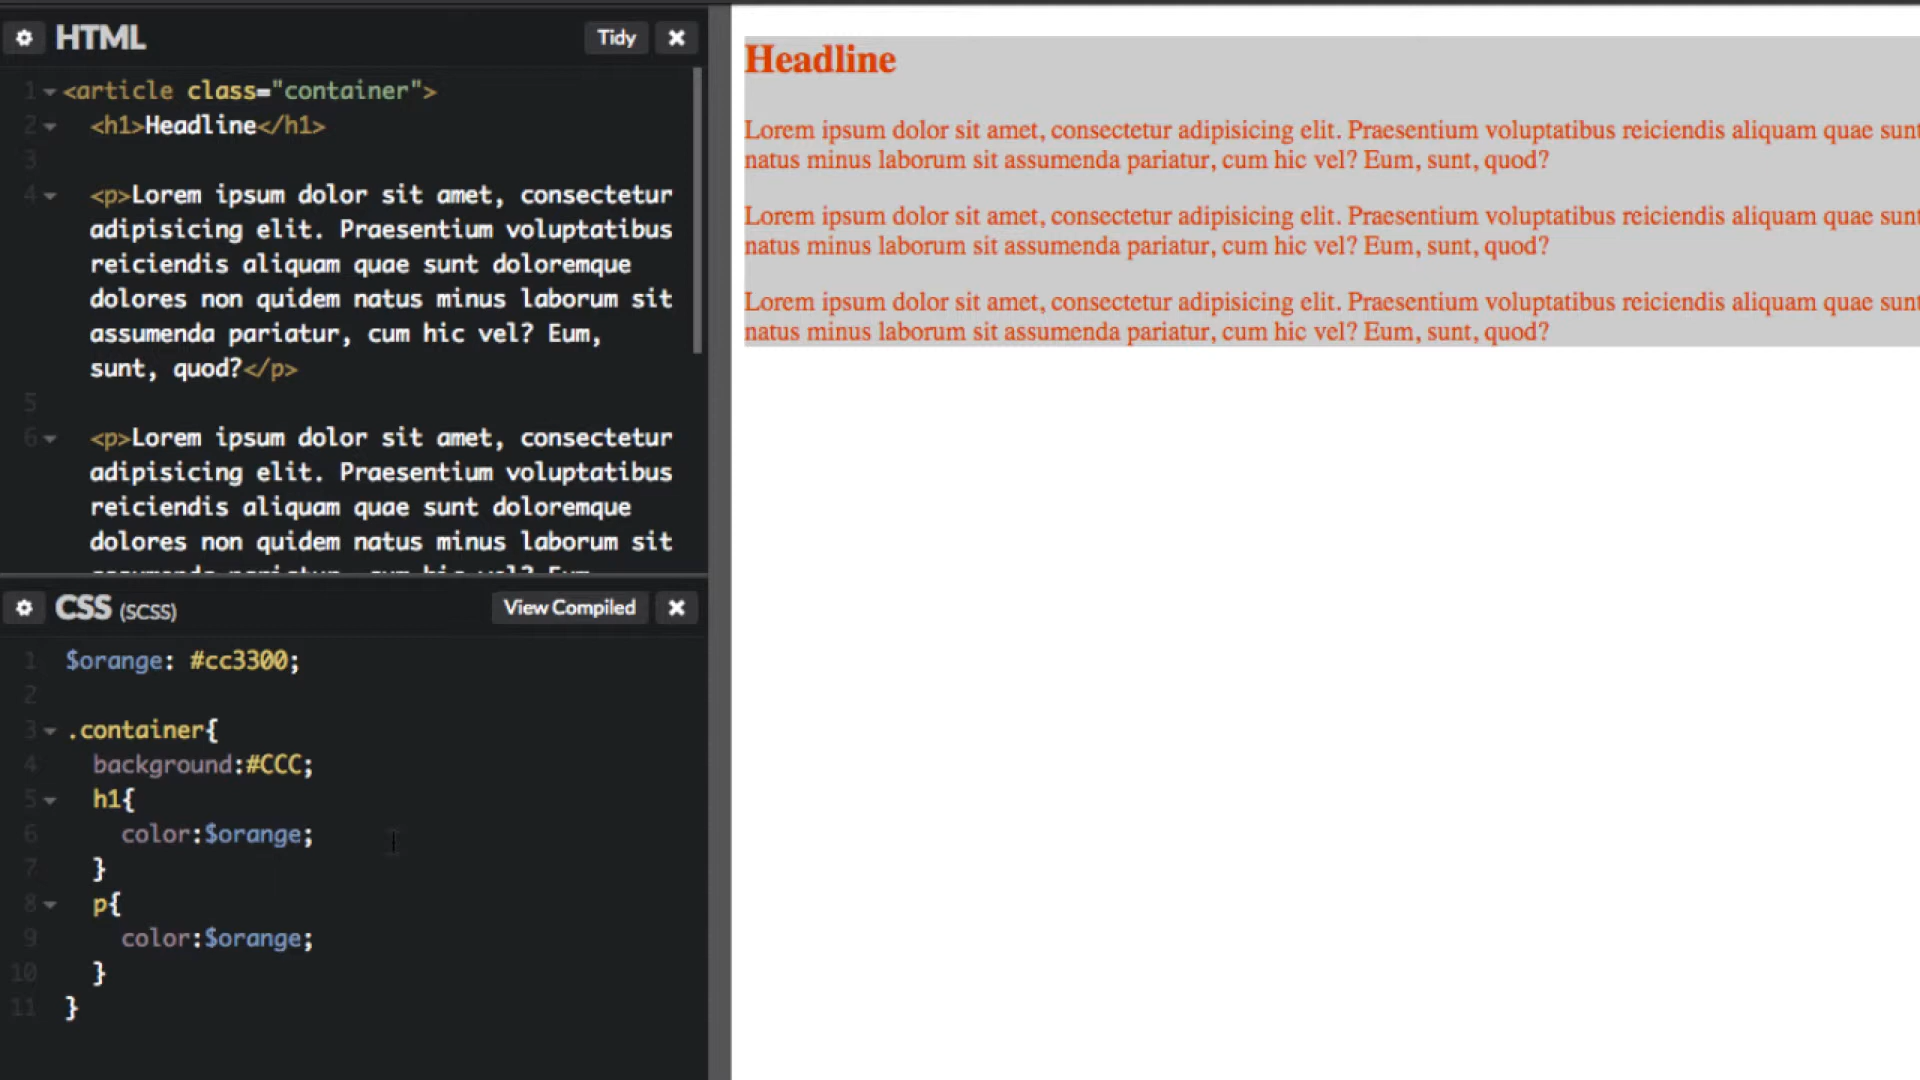 HTML
Tidy
1 <article class="container">
2 <h1>Headline</h1>
3
4 <p>Lorem ipsum dolor sit amet, consectetur
adipisicing elit. Praesentium voluptatibus
reiciendis aliquam quae sunt doloremque
dolores non quidem natus minus laborum sit
assumenda pariatur, cum hic vel? Eum,
sunt, quod?</p>
5
6 <p>Lorem ipsum dolor sit amet, consectetur
adipisicing elit. Praesentium voluptatibus
reiciendis aliquam quae sunt doloremque
dolores non quidem natus minus laborum sit
assumenda pariatur, cum hic vel? Eum,
CSS (SCSS)
View Compiled
1 $orange: #cc3300;
2
3 .container{
4 background:#CCC;
5 h1{
6 color:$orange;
7 }
8 p{
9 color:$orange;
10 }
11 }
Headline
Lorem ipsum dolor sit amet, consectetur adipisicing elit. Praesentium voluptatibus reiciendis aliquam quae sunt
natus minus laborum sit assumenda pariatur, cum hic vel? Eum, sunt, quod?
Lorem ipsum dolor sit amet, consectetur adipisicing elit. Praesentium voluptatibus reiciendis aliquam quae sunt
natus minus laborum sit assumenda pariatur, cum hic vel? Eum, sunt, quod?
Lorem ipsum dolor sit amet, consectetur adipisicing elit. Praesentium voluptatibus reiciendis aliquam quae sunt
natus minus laborum sit assumenda pariatur, cum hic vel? Eum, sunt, quod?